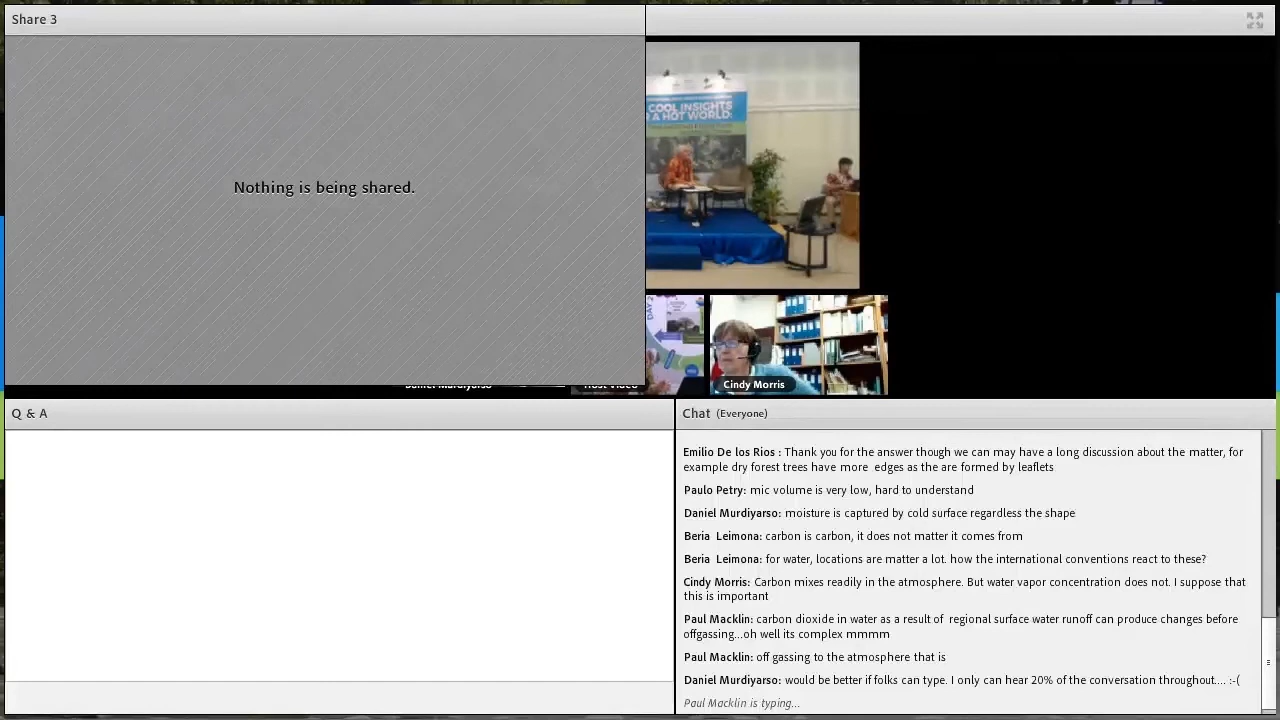 Share 3
Nothing is being shared.
COOL INSIGHTS
A HOT WORLD:
DAY 2
Daniel Murdiyarso
Host Video
Cindy Morris
Q & A
Chat (Everyone)
Emilio De los Rios : Thank you for the answer though we can may have a long discussion about the matter, for
example dry forest trees have more edges as the are formed by leaflets
Paulo Petry: mic volume is very low, hard to understand
Daniel Murdiyarso: moisture is captured by cold surface regardless the shape
Beria Leimona: carbon is carbon, it does not matter it comes from
Beria Leimona: for water, locations are matter a lot. how the international conventions react to these?
Cindy Morris: Carbon mixes readily in the atmosphere. But water vapor concentration does not. I suppose that
this is important
Paul Macklin: carbon dioxide in water as a result of regional surface water runoff can produce changes before
offgassing...oh well its complex mmmm
Paul Macklin: off gassing to the atmosphere that is
Daniel Murdiyarso: would be better if folks can type. I only can hear 20% of the conversation throughout.... :-(
Paul Macklin is typing...